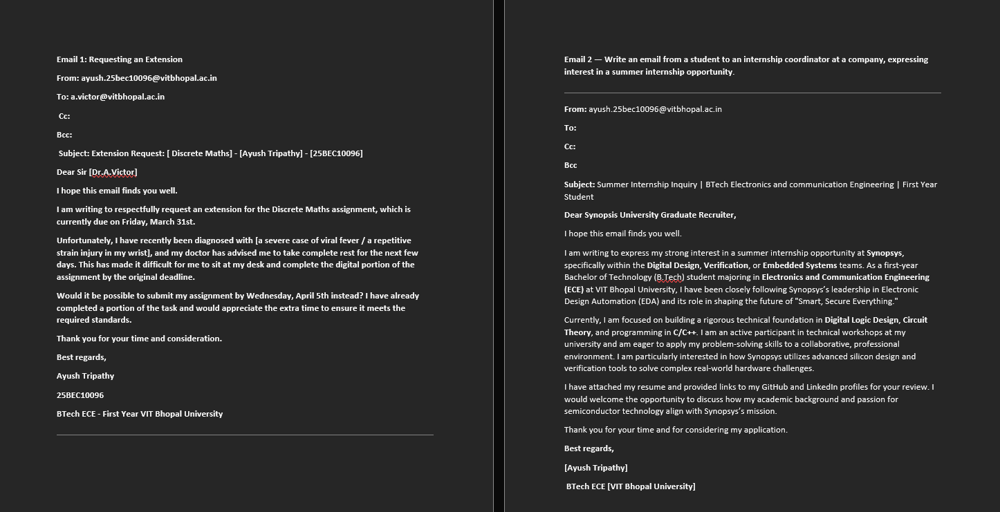 Email 1: Requesting an Extension
From: ayush.25bec10096@vitbhopal.ac.in
To: a.victor@vitbhopal.ac.in
Cc:
Bcc:
Subject: Extension Request: [ Discrete Maths] - [Ayush Tripathy] - [25BEC10096]
Dear Sir [Dr.A.Victor]
I hope this email finds you well.
I am writing to respectfully request an extension for the Discrete Maths assignment, which is
currently due on Friday, March 31st.
Unfortunately, I have recently been diagnosed with [a severe case of viral fever / a repetitive
strain injury in my wrist], and my doctor has advised me to take complete rest for the next few
days. This has made it difficult for me to sit at my desk and complete the digital portion of the
assignment by the original deadline.
Would it be possible to submit my assignment by Wednesday, April 5th instead? I have already
completed a portion of the task and would appreciate the extra time to ensure it meets the
required standards.
Thank you for your time and consideration.
Best regards,
Ayush Tripathy
25BEC10096
BTech ECE - First Year VIT Bhopal University
Email 2 — Write an email from a student to an internship coordinator at a company, expressing
interest in a summer internship opportunity.
From: ayush.25bec10096@vitbhopal.ac.in
To:
Cc:
Bcc
Subject: Summer Internship Inquiry | BTech Electronics and communication Engineering | First Year
Student
Dear Synopsis University Graduate Recruiter,
I hope this email finds you well.
I am writing to express my strong interest in a summer internship opportunity at Synopsys,
specifically within the Digital Design, Verification, or Embedded Systems teams. As a first-year
Bachelor of Technology (B.Tech) student majoring in Electronics and Communication Engineering
(ECE) at VIT Bhopal University, I have been closely following Synopsys’s leadership in Electronic
Design Automation (EDA) and its role in shaping the future of "Smart, Secure Everything."
Currently, I am focused on building a rigorous technical foundation in Digital Logic Design, Circuit
Theory, and programming in C/C++. I am an active participant in technical workshops at my
university and am eager to apply my problem-solving skills to a collaborative, professional
environment. I am particularly interested in how Synopsys utilizes advanced silicon design and
verification tools to solve complex real-world hardware challenges.
I have attached my resume and provided links to my GitHub and LinkedIn profiles for your review. I
would welcome the opportunity to discuss how my academic background and passion for
semiconductor technology align with Synopsys’s mission.
Thank you for your time and for considering my application.
Best regards,
[Ayush Tripathy]
BTech ECE [VIT Bhopal University]